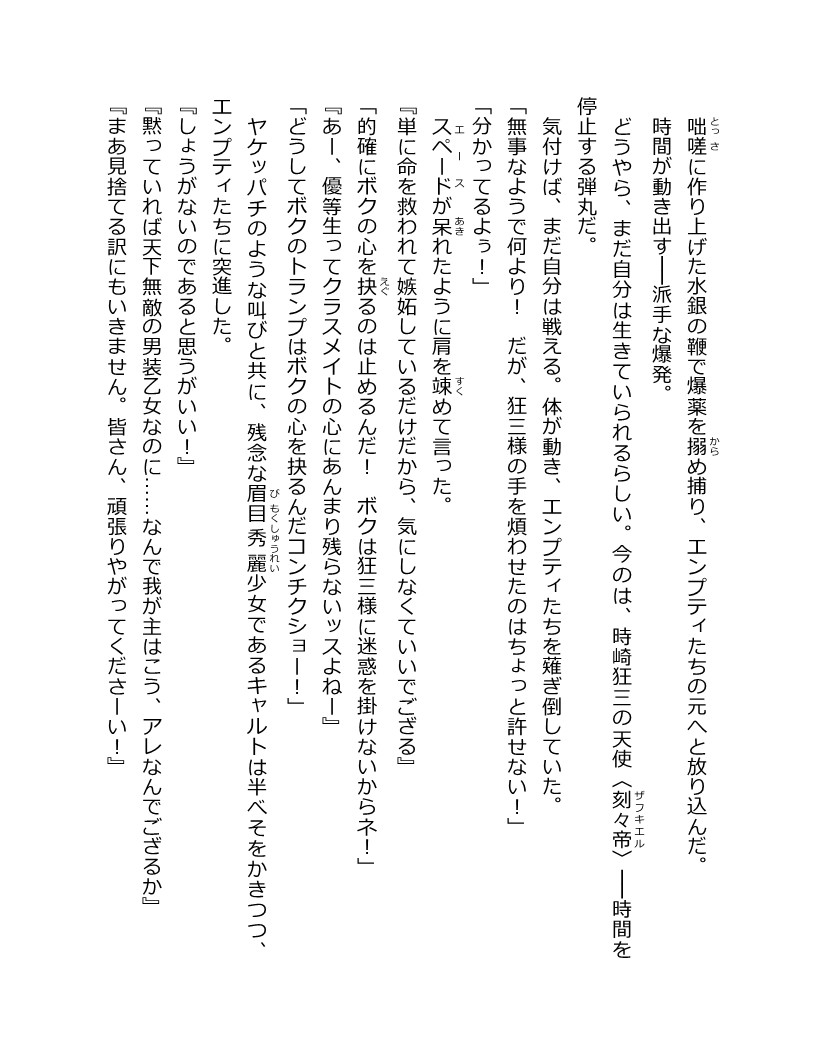 咄嗟に作り上げた水銀の鞭で爆薬を搦め捕り、エンプティたちの元へと放り込んだ。
時間が動き出す──派手な爆発。
どうやら、まだ自分は生きていられるらしい。今のは、時崎狂三の天使〈刻々帝〉──時間を
停止する弾丸だ。
気付けば、まだ自分は戦える。体が動き、エンプティたちを薙ぎ倒していた。
「無事なようで何より！　だが、狂三様の手を煩わせたのはちょっと許せない！」
「分かってるよぅ！」
スペードが呆れたように肩を竦めて言った。
『単に命を救われて嫉妬しているだけだから、気にしなくていいでござる』
「的確にボクの心を抉るのは止めるんだ！　ボクは狂三様に迷惑を掛けないからネ！」
『あー、優等生ってクラスメイトの心にあんまり残らないッスよねー』
「どうしてボクのトランプはボクの心を抉るんだコンチクショー！」
ヤケッパチのような叫びと共に、残念な眉目秀麗少女であるキャルトは半べそをかきつつ、
エンプティたちに突進した。
『しょうがないのであると思うがいい！』
『黙っていれば天下無敵の男装乙女なのに……なんで我が主はこう、アレなんでござるか』
『まあ見捨てる訳にもいきません。皆さん、頑張りやがってくださーい！』